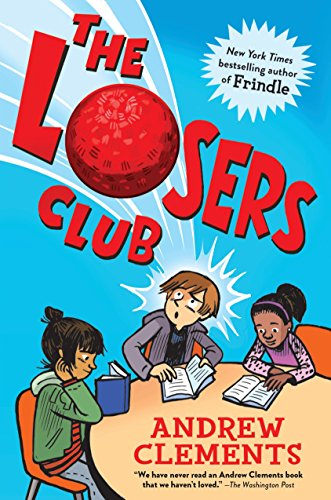 THE
LOSERS
CLUB
New York Times
bestselling author
of Frindle
ANDREW
CLEMENTS
"We have never read an Andrew Clements book
that we haven't loved." —The Washington Post